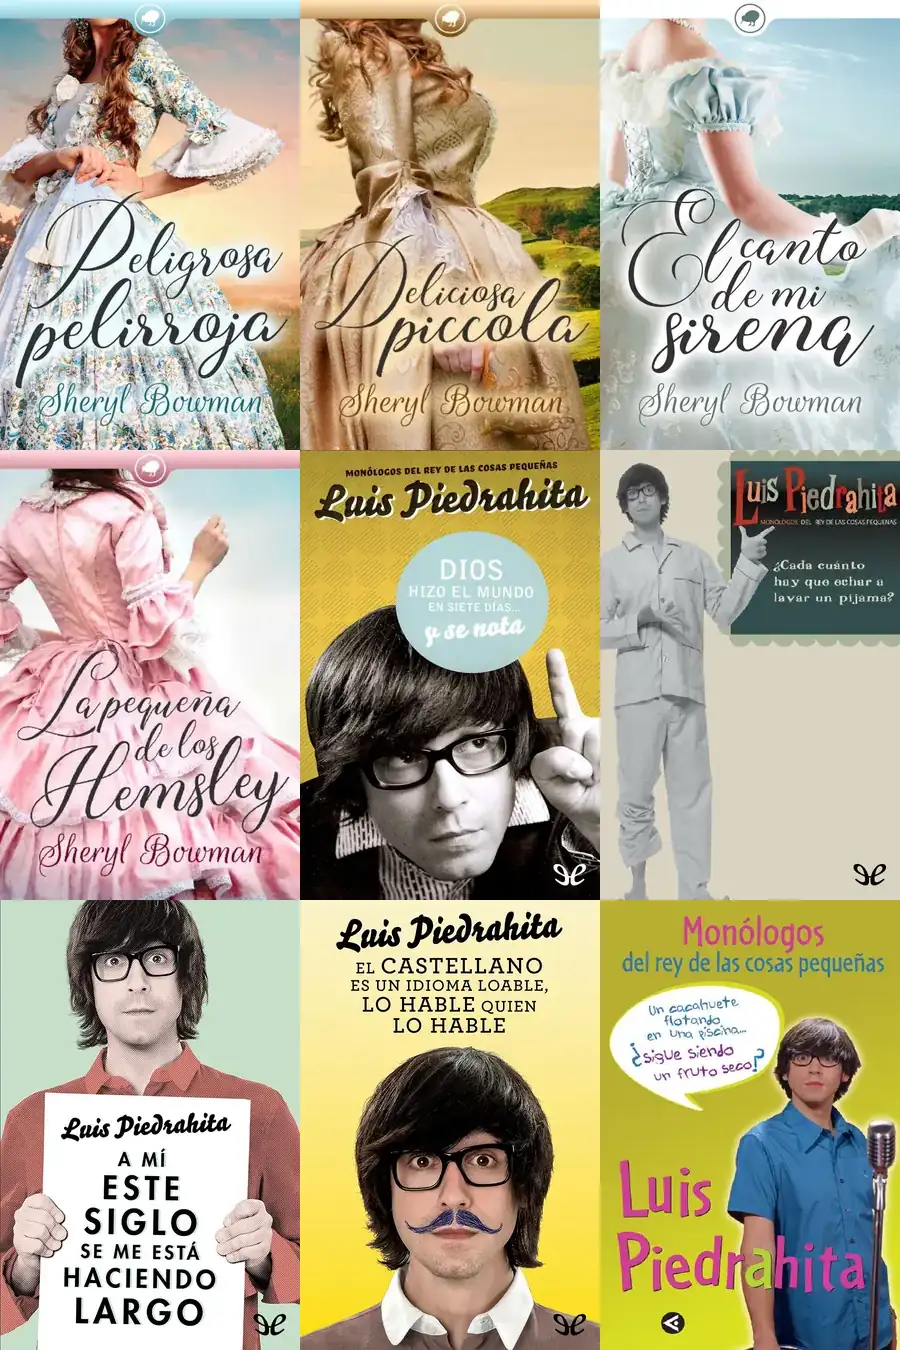 Peligrosa
pelirroja
Sheryl Bowman
Deliciosa
piccola
Sheryl Bowman
El canto
de mi
sirena
Sheryl Bowman
La pequeña
de los
Hemsley
Sheryl Bowman
MONÓLOGOS DEL REY DE LAS COSAS PEQUEÑAS
Luis Piedrahita
DIOS
HIZO EL MUNDO
EN SIETE DÍAS...
y se nota
Luis Piedrahita
MONÓLOGOS DEL REY DE LAS COSAS PEQUEÑAS
¿Cada cuánto
hay que echar a
lavar un pijama?
Luis Piedrahita
A MÍ
ESTE
SIGLO
SE ME ESTÁ
HACIENDO
LARGO
Luis Piedrahita
EL CASTELLANO
ES UN IDIOMA LOABLE,
LO HABLE QUIEN
LO HABLE
Monólogos
del rey de las cosas pequeñas
Un cacahuete
flotando
en una piscina...
¿sigue siendo
un fruto seco?
Luis
Piedrahita